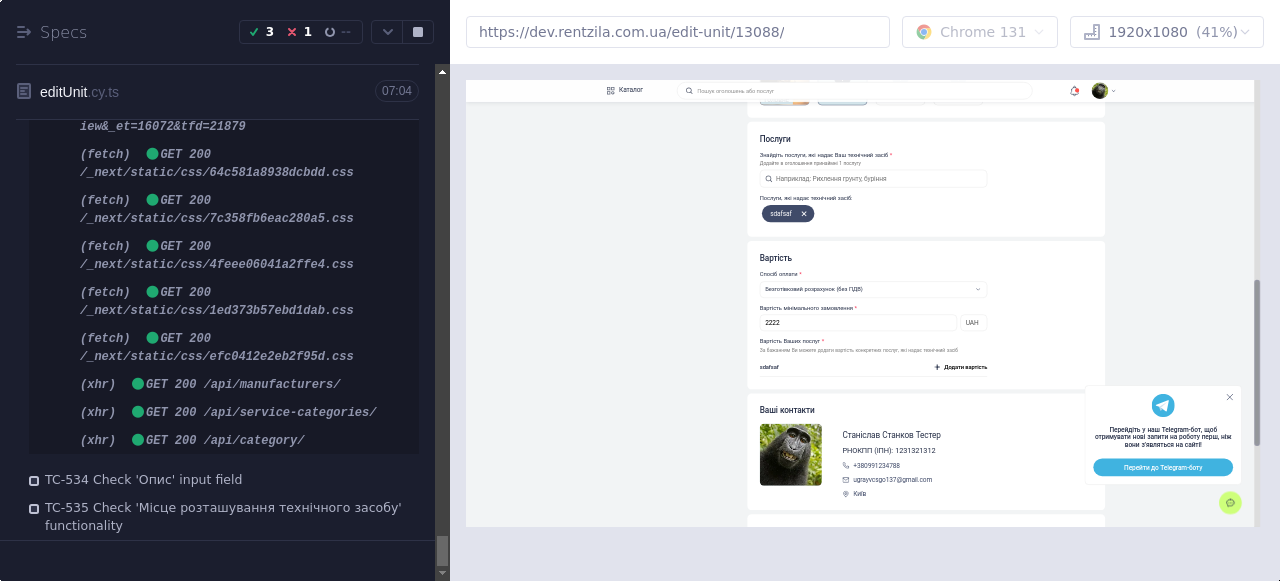 Specs
3
1
--
https://dev.rentzila.com.ua/edit-unit/13088/
Chrome 131
1920x1080 (41%)
editUnit.cy.ts
07:04
iew&_et=16072&tfd=21879
(fetch) GET 200
/_next/static/css/64c581a8938dcbdd.css
(fetch) GET 200
/_next/static/css/7c358fb6eac280a5.css
(fetch) GET 200
/_next/static/css/4feee06041a2ffe4.css
(fetch) GET 200
/_next/static/css/1ed373b57ebd1dab.css
(fetch) GET 200
/_next/static/css/efc0412e2eb2f95d.css
(xhr) GET 200 /api/manufacturers/
(xhr) GET 200 /api/service-categories/
(xhr) GET 200 /api/category/
TC-534 Check 'Опис' input field
TC-535 Check 'Місце розташування технічного засобу'
functionality
Каталог
Пошук оголошень або послуг
Послуги
Знайдіть послуги, які надає Ваш технічний засіб *
Додайте в оголошення принаймні 1 послугу
Наприклад: Рихлення грунту, буріння
Послуги, які надає технічний засіб:
sdafsaf
Вартість
Спосіб оплати *
Безготівковий розрахунок (без ПДВ)
Вартість мінімального замовлення *
2222
UAH
Вартість Ваших послуг *
За бажанням Ви можете додати вартість конкретних послуг, які надає технічний засіб
sdafsaf
Додати вартість
Ваші контакти
Станіслав Станков Тестер
РНОКПП (ІПН): 1231321312
+380991234788
ugrayvosgo137@gmail.com
Київ
Перейдіть у наш Telegram-бот, щоб
отримувати нові запити на роботу перш, ніж
вони з'являться на сайті!
Перейти до Telegram-боту